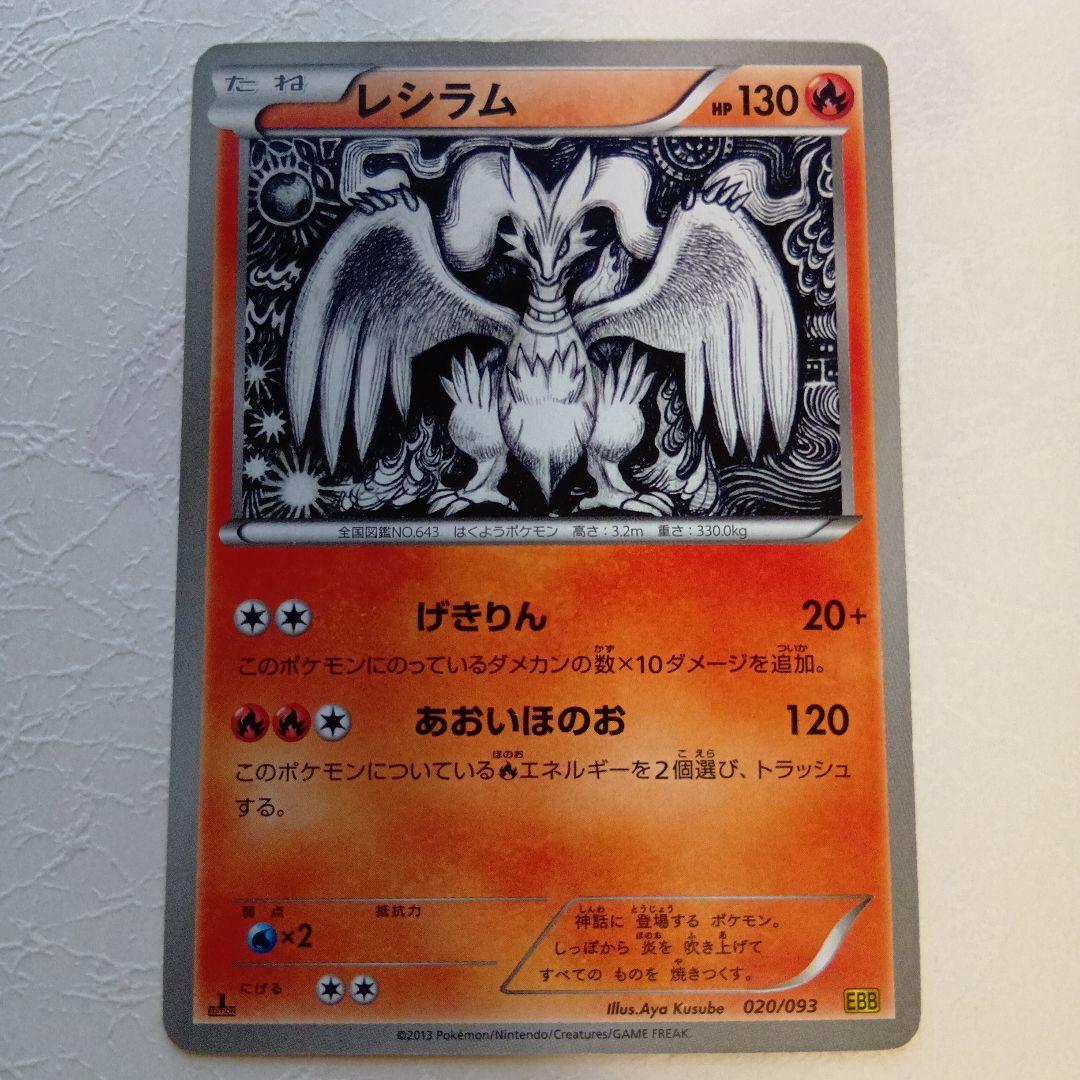 たね レシラム HP 130
全国図鑑NO.643 はくようポケモン 高さ:3.2m 重さ:330.0kg
げきりん 20+
このポケモンにのっているダメカンの数×10ダメージを追加。
あおいほのお 120
このポケモンについているエネルギーを2個選び、トラッシュ
する。
弱点 抵抗力
×2
にげる
神話に 登場する ポケモン。
しっぽから 炎を 吹き上げて
すべての ものを 焼きつくす。
1 EDITION
Illus.Aya Kusube 020/093 EBB
©2013 Pokémon/Nintendo/Creatures/GAME FREAK.